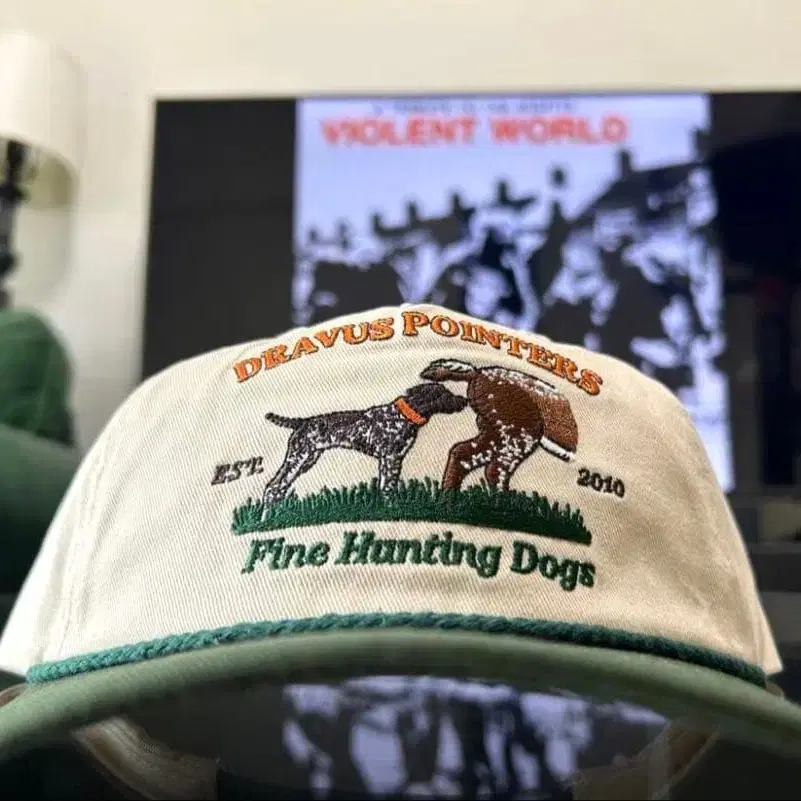 VIOLENT WORLD
DRAVUS POINTERS
EST. 2010
Fine Hunting Dogs